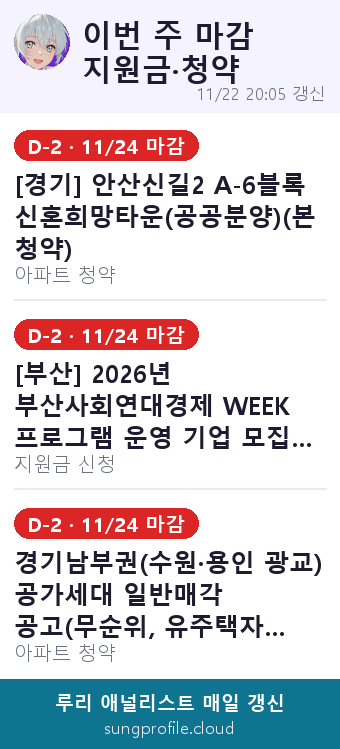 이번 주 마감
지원금·청약
11/22 20:05 갱신
D-2 · 11/24 마감
[경기] 안산신길2 A-6블록
신혼희망타운(공공분양)(본
청약)
아파트 청약
D-2 · 11/24 마감
[부산] 2026년
부산사회연대경제 WEEK
프로그램 운영 기업 모집...
지원금 신청
D-2 · 11/24 마감
경기남부권(수원·용인 광교)
공가세대 일반매각
공고(무순위, 유주택자...
아파트 청약
루리 애널리스트 매일 갱신
sungprofile.cloud